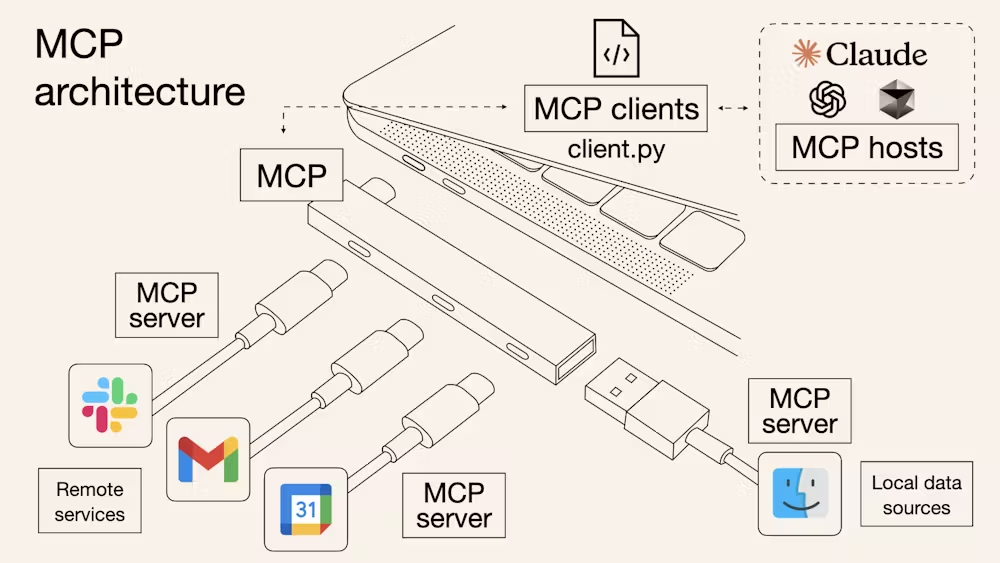 MCP
architecture
MCP clients
client.py
Claude
MCP hosts
MCP
MCP
server
MCP
server
31
Remote
services
MCP
server
Local data
sources